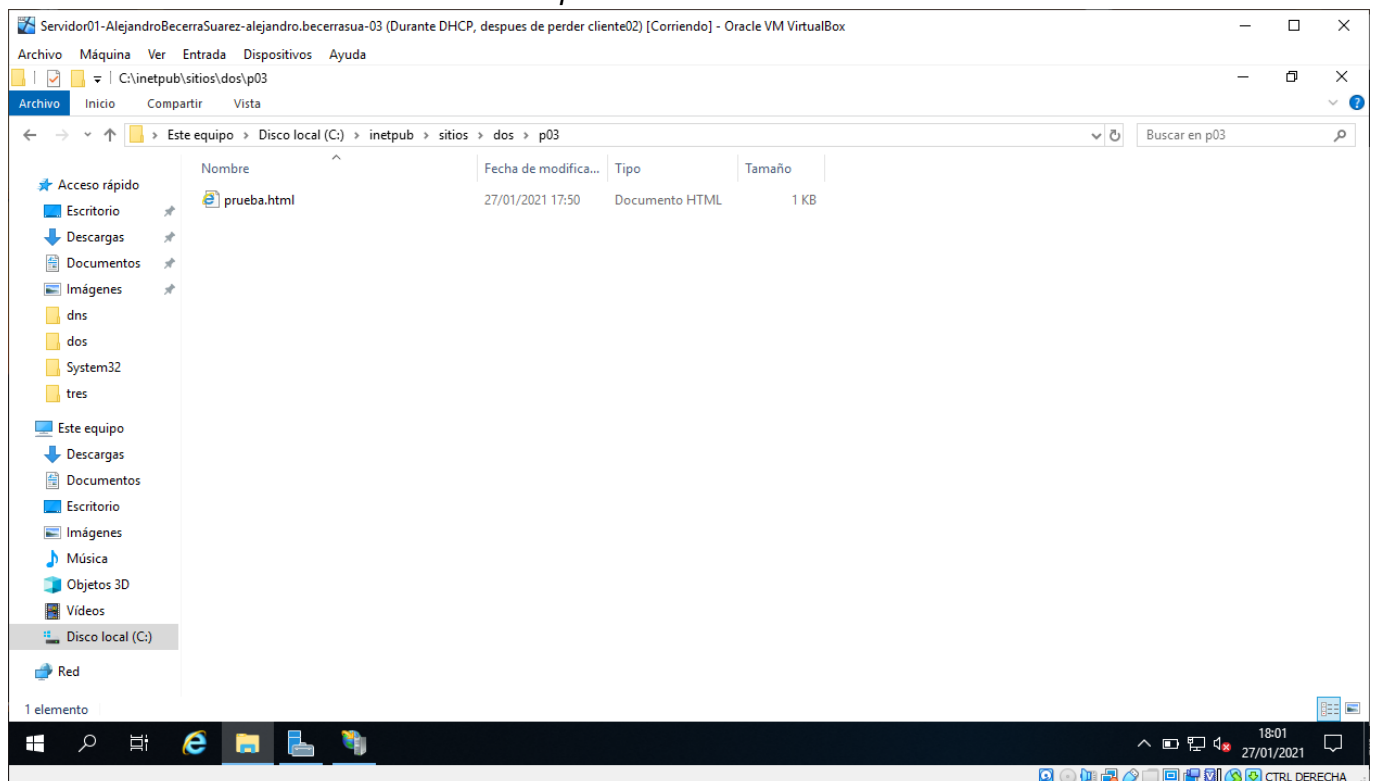 Servidor01-AlejandroBecerraSuarez-alejandro.becerrasua-03 (Durante DHCP, despues de perder cliente02) [Corriendo] - Oracle VM VirtualBox
Archivo Máquina Ver Entrada Dispositivos Ayuda
C:\inetpub\sitios\dos\p03
Archivo Inicio Compartir Vista
Este equipo > Disco local (C:) > inetpub > sitios > dos > p03
Buscar en p03
Nombre Fecha de modifica... Tipo Tamaño
prueba.html 27/01/2021 17:50 Documento HTML 1 KB
Acceso rápido
Escritorio
Descargas
Documentos
Imágenes
dns
dos
System32
tres
Este equipo
Descargas
Documentos
Escritorio
Imágenes
Música
Objetos 3D
Vídeos
Disco local (C:)
Red
1 elemento
18:01
27/01/2021
CTRL DERECHA